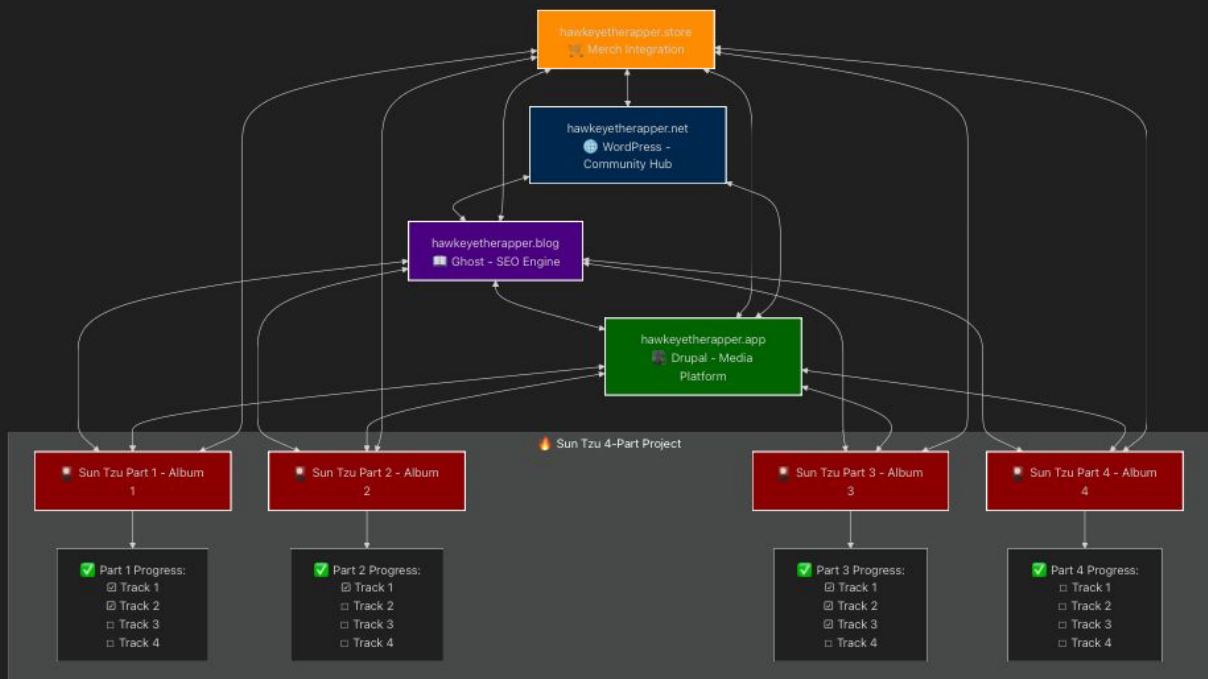 hawkeyetherapper.store
🛒 Merch Integration
hawkeyetherapper.net
🌐 WordPress -
Community Hub
hawkeyetherapper.blog
📖 Ghost - SEO Engine
hawkeyetherapper.app
Drupal - Media
Platform
🔥 Sun Tzu 4-Part Project
🎴 Sun Tzu Part 1 - Album
1
🎴 Sun Tzu Part 2 - Album
2
🎴 Sun Tzu Part 3 - Album
3
🎴 Sun Tzu Part 4 - Album
4
✅ Part 1 Progress:
☑ Track 1
☑ Track 2
□ Track 3
□ Track 4
✅ Part 2 Progress:
☑ Track 1
□ Track 2
□ Track 3
□ Track 4
✅ Part 3 Progress:
☑ Track 1
☑ Track 2
☑ Track 3
□ Track 4
✅ Part 4 Progress:
□ Track 1
□ Track 2
□ Track 3
□ Track 4